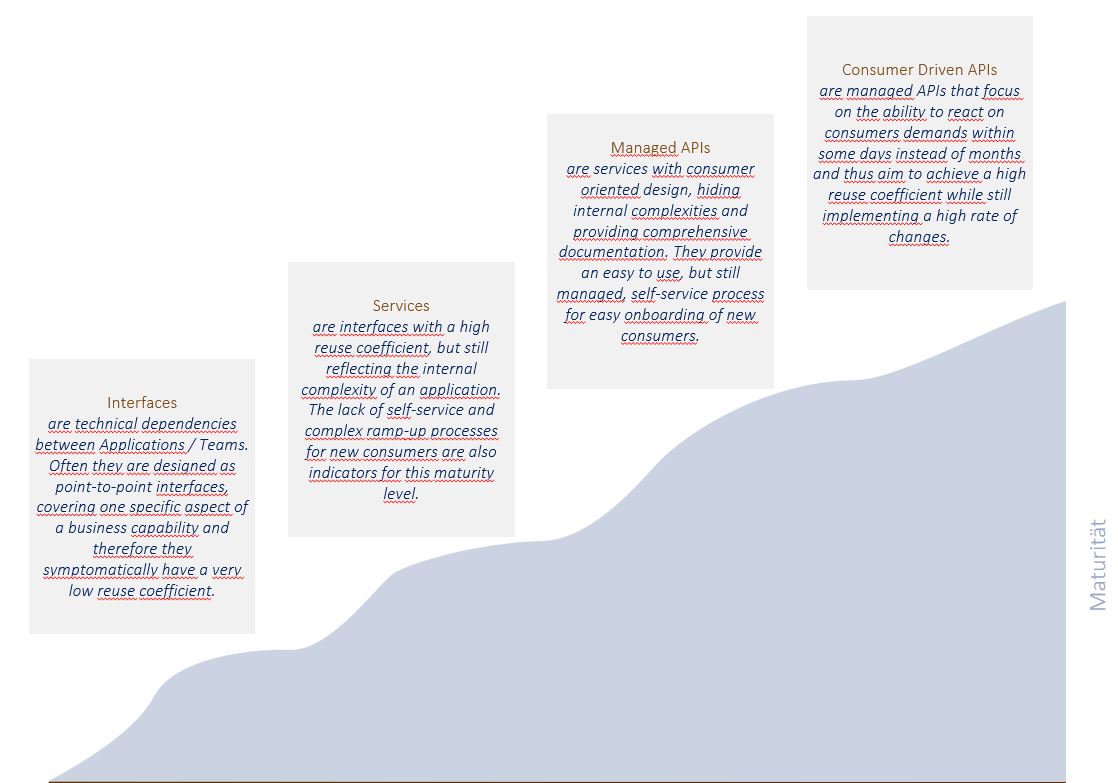 Consumer Driven APIs
are managed APIs that focus
on the ability to react on
consumers demands within
some days instead of months
and thus aim to achieve a high
reuse coefficient while still
implementing a high rate of
changes.
Managed APIs
are services with consumer
oriented design, hiding
internal complexities and
providing comprehensive
documentation. They provide
an easy to use, but still
managed, self-service process
for easy onboarding of new
consumers.
Services
are interfaces with a high
reuse coefficient, but still
reflecting the internal
complexity of an application.
The lack of self-service and
complex ramp-up processes
for new consumers are also
indicators for this maturity
level.
Interfaces
are technical dependencies
between Applications / Teams.
Often they are designed as
point-to-point interfaces,
covering one specific aspect of
a business capability and
therefore they
symptomatically have a very
low reuse coefficient.
Maturität